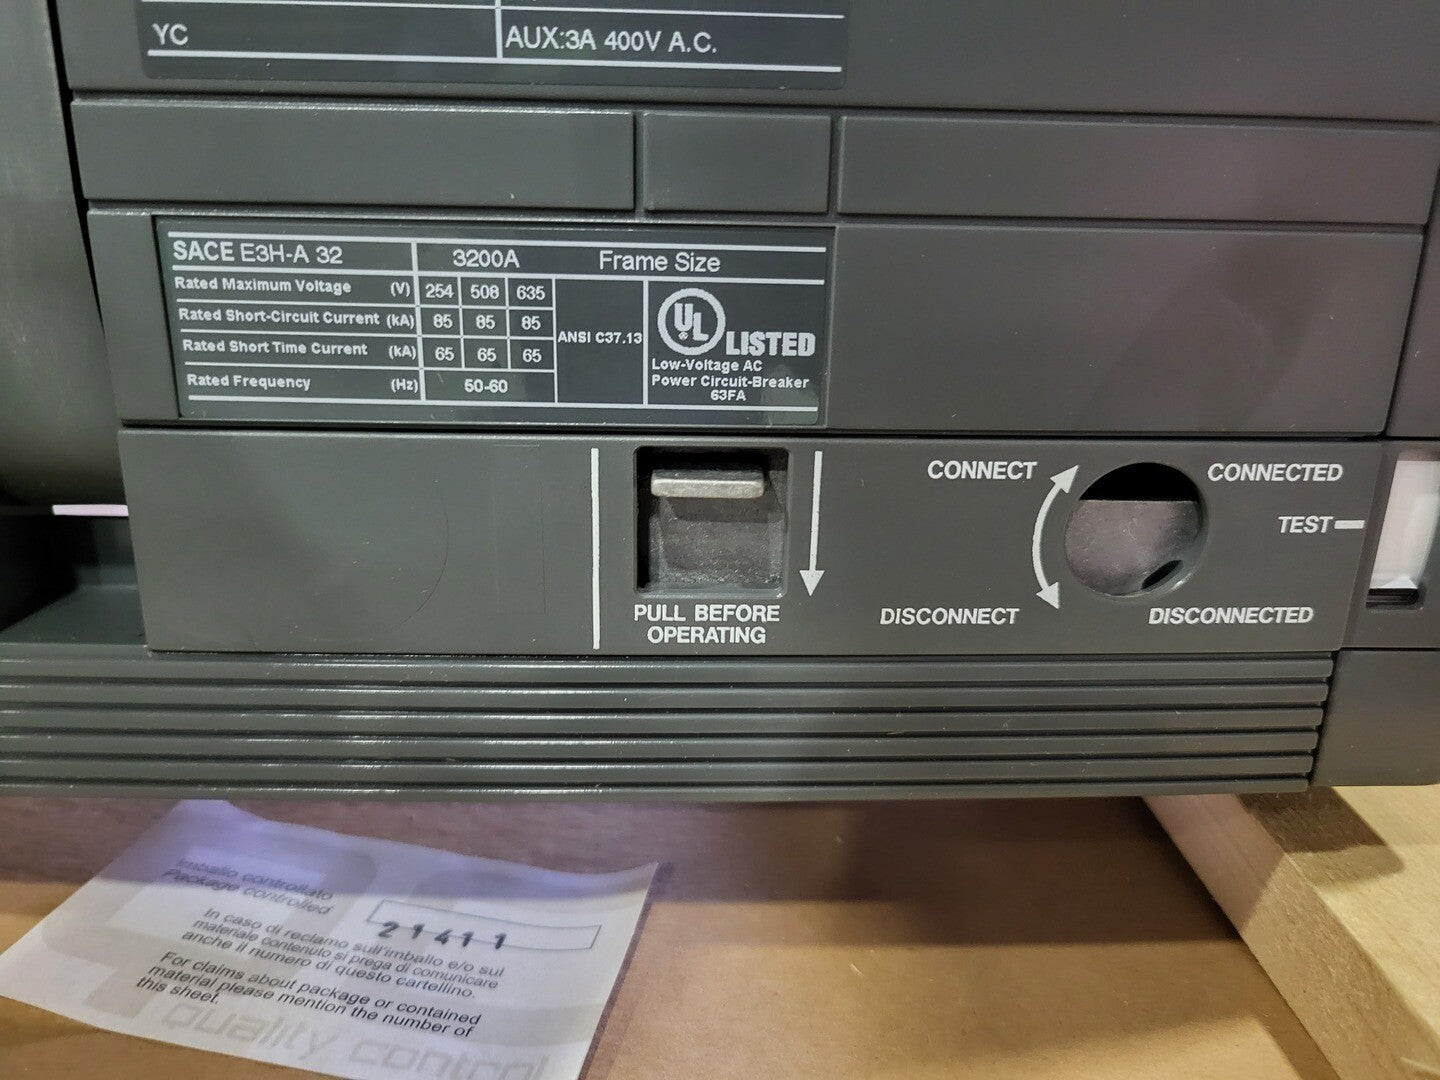 YC
AUX:3A 400V A.C.
SACE E3H-A 32 3200A Frame Size
Rated Maximum Voltage (V) 254 508 635
Rated Short-Circuit Current (kA) 85 85 85
Rated Short Time Current (kA) 65 65 65
Rated Frequency (Hz) 50-60
ANSI C37.13
UL LISTED
Low-Voltage AC
Power Circuit-Breaker
63FA
PULL BEFORE
OPERATING
CONNECT
DISCONNECT
CONNECTED
TEST
DISCONNECTED
Imballo controllato
Package controlled
21411
In caso di reclamo sull'imballo e/o sul
materiale contenuto si prega di comunicare
anche il numero di questo cartellino.
For claims about package or contained
material please mention the number of
this sheet.
quality control